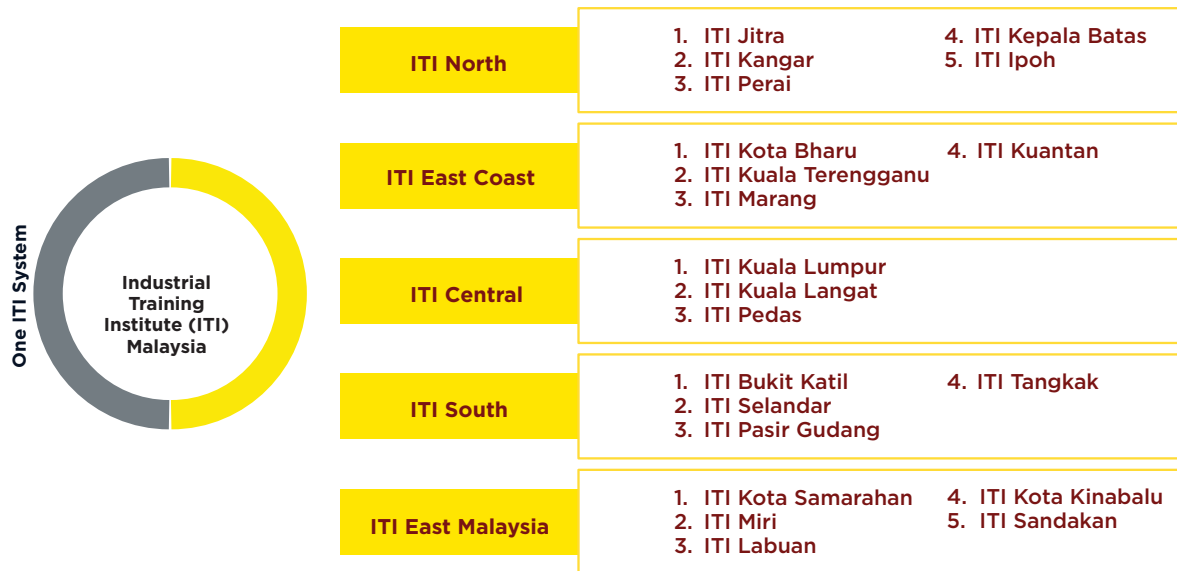 One ITI System
Industrial
Training
Institute (ITI)
Malaysia
ITI North
1. ITI Jitra
2. ITI Kangar
3. ITI Perai
4. ITI Kepala Batas
5. ITI Ipoh
ITI East Coast
1. ITI Kota Bharu
2. ITI Kuala Terengganu
3. ITI Marang
4. ITI Kuantan
ITI Central
1. ITI Kuala Lumpur
2. ITI Kuala Langat
3. ITI Pedas
ITI South
1. ITI Bukit Katil
2. ITI Selandar
3. ITI Pasir Gudang
4. ITI Tangkak
ITI East Malaysia
1. ITI Kota Samarahan
2. ITI Miri
3. ITI Labuan
4. ITI Kota Kinabalu
5. ITI Sandakan